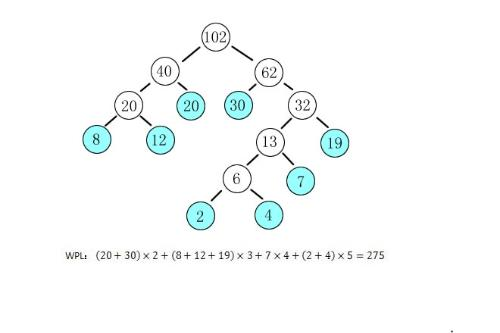 102
40 62
20 20 30 32
8 12 13 19
6 7
2 4
WPL: (20 + 30) × 2 + (8 + 12 + 19) × 3 + 7 × 4 + (2 + 4) × 5 = 275